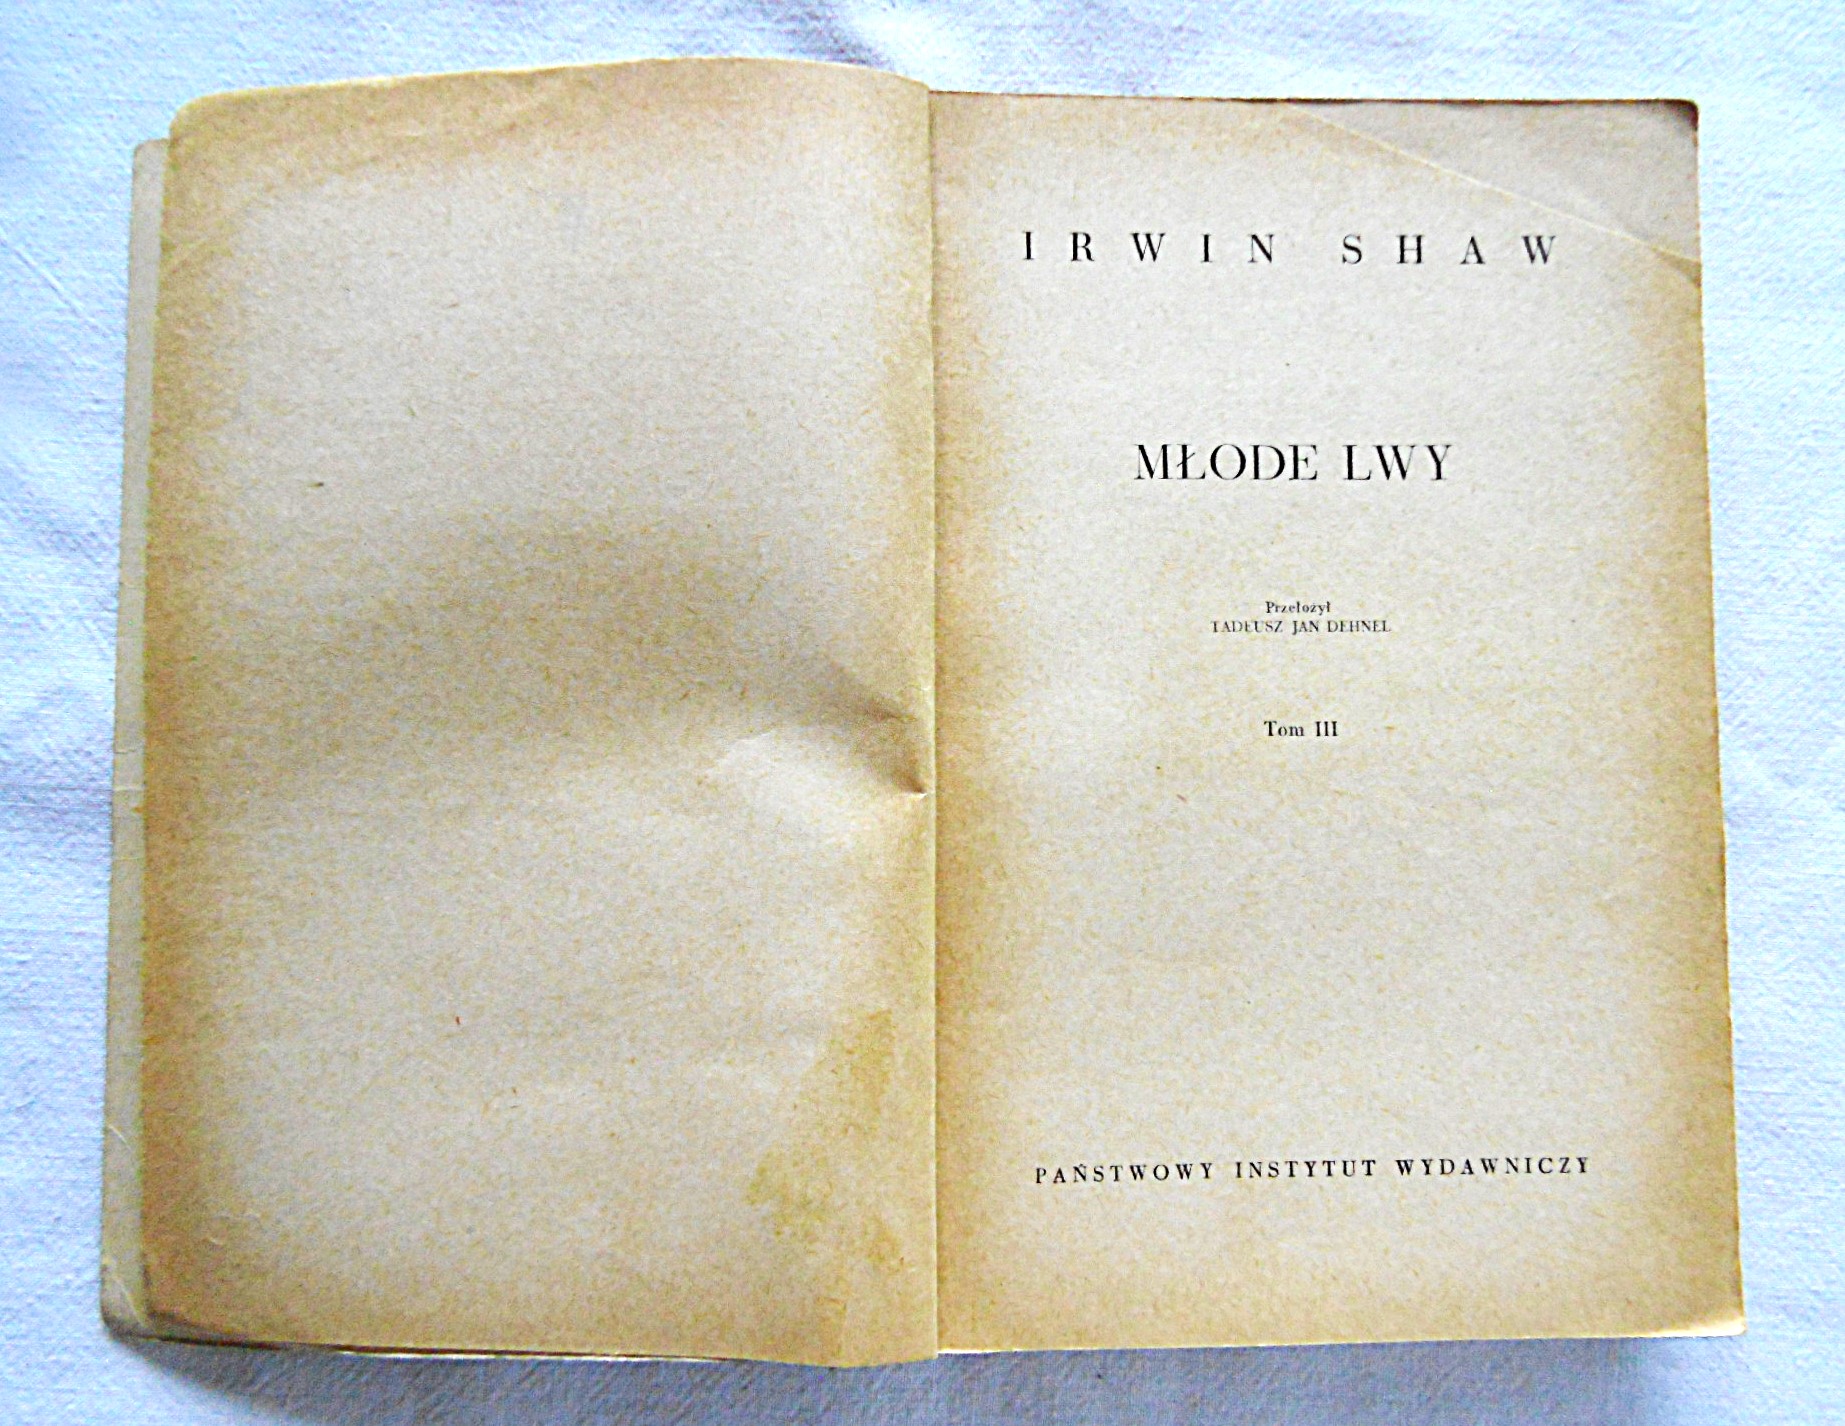 IRWIN SHAW
MŁODE LWY
Przełożył
TADEUSZ JAN DEHNEL
Tom III
PAŃSTWOWY INSTYTUT WYDAWNICZY